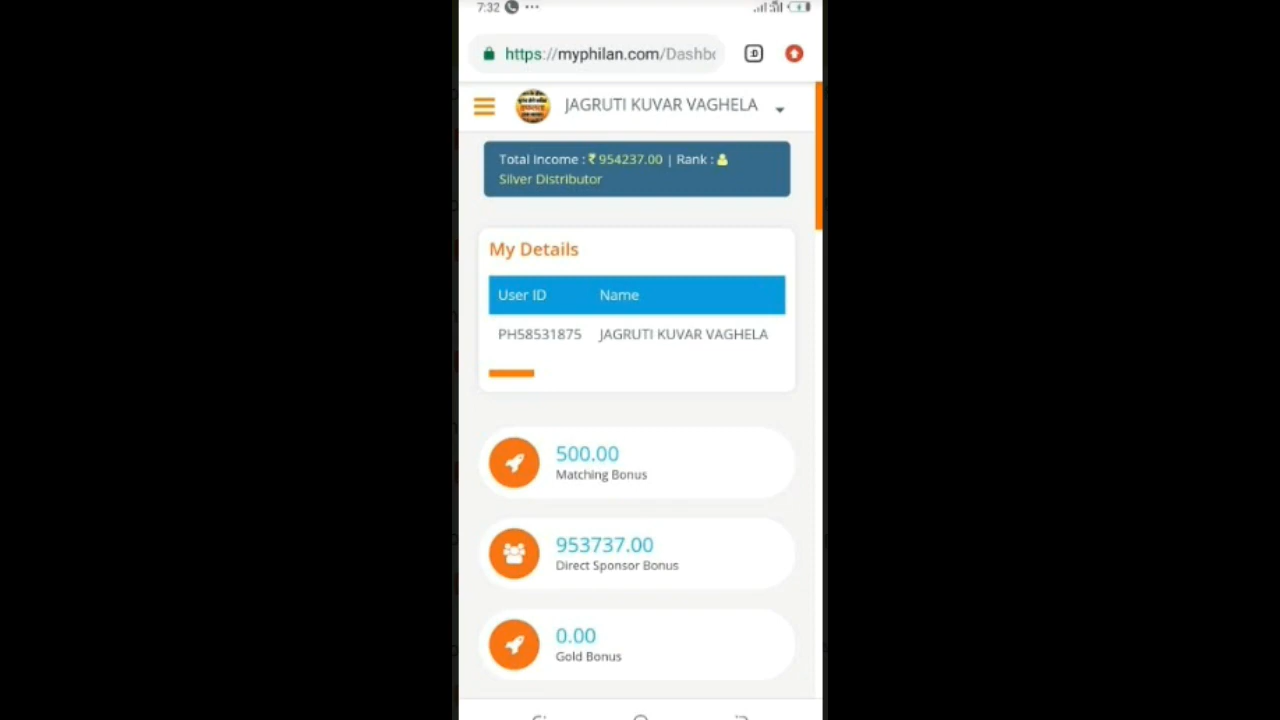 7:32
https://myphilan.com/Dashb
JAGRUTI KUVAR VAGHELA
Total Income : ₹ 954237.00 | Rank :
Silver Distributor
My Details
User ID Name
PH58531875 JAGRUTI KUVAR VAGHELA
500.00
Matching Bonus
953737.00
Direct Sponsor Bonus
0.00
Gold Bonus